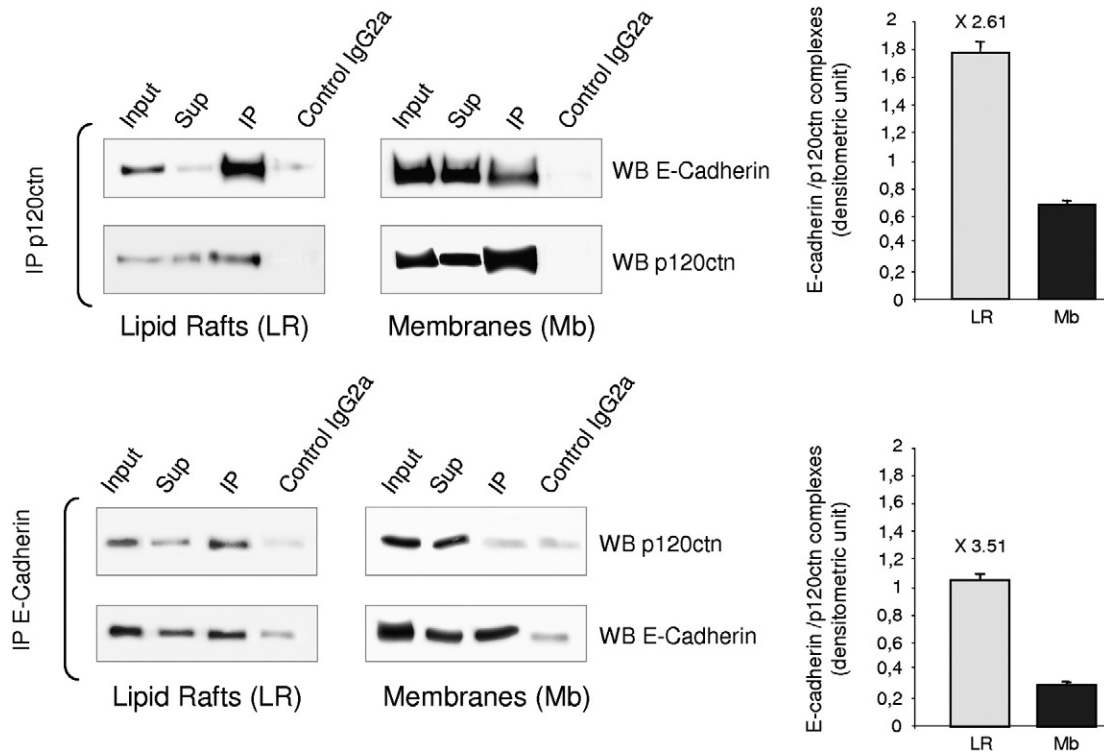 Input Sup IP Control IgG2a
Input Sup IP Control IgG2a
IP p120ctn
WB E-Cadherin
WB p120ctn
Lipid Rafts (LR) Membranes (Mb)
E-cadherin /p120ctn complexes
(densitometric unit)
2
1,8
1,6
1,4
1,2
1
0,8
0,6
0,4
0,2
0
X 2.61
LR Mb
Input Sup IP Control IgG2a
Input Sup IP Control IgG2a
IP E-Cadherin
WB p120ctn
WB E-Cadherin
Lipid Rafts (LR) Membranes (Mb)
E-cadherin /p120ctn complexes
(densitometric unit)
2
1,8
1,6
1,4
1,2
1
0,8
0,6
0,4
0,2
0
X 3.51
LR Mb